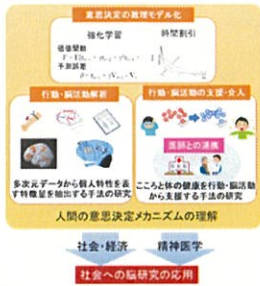 意思決定の数理モデル化
強化学習
時間割引
価値関数
予測誤差
行動・脳活動解析
行動・脳活動の支援・介入
医師との連携
多次元データから個人特性を表
す特徴量を抽出する手法の研究
こころと体の健康を行動・脳活動
から支援する手法の研究
人間の意思決定メカニズムの理解
社会・経済
精神医学
社会への脳研究の応用